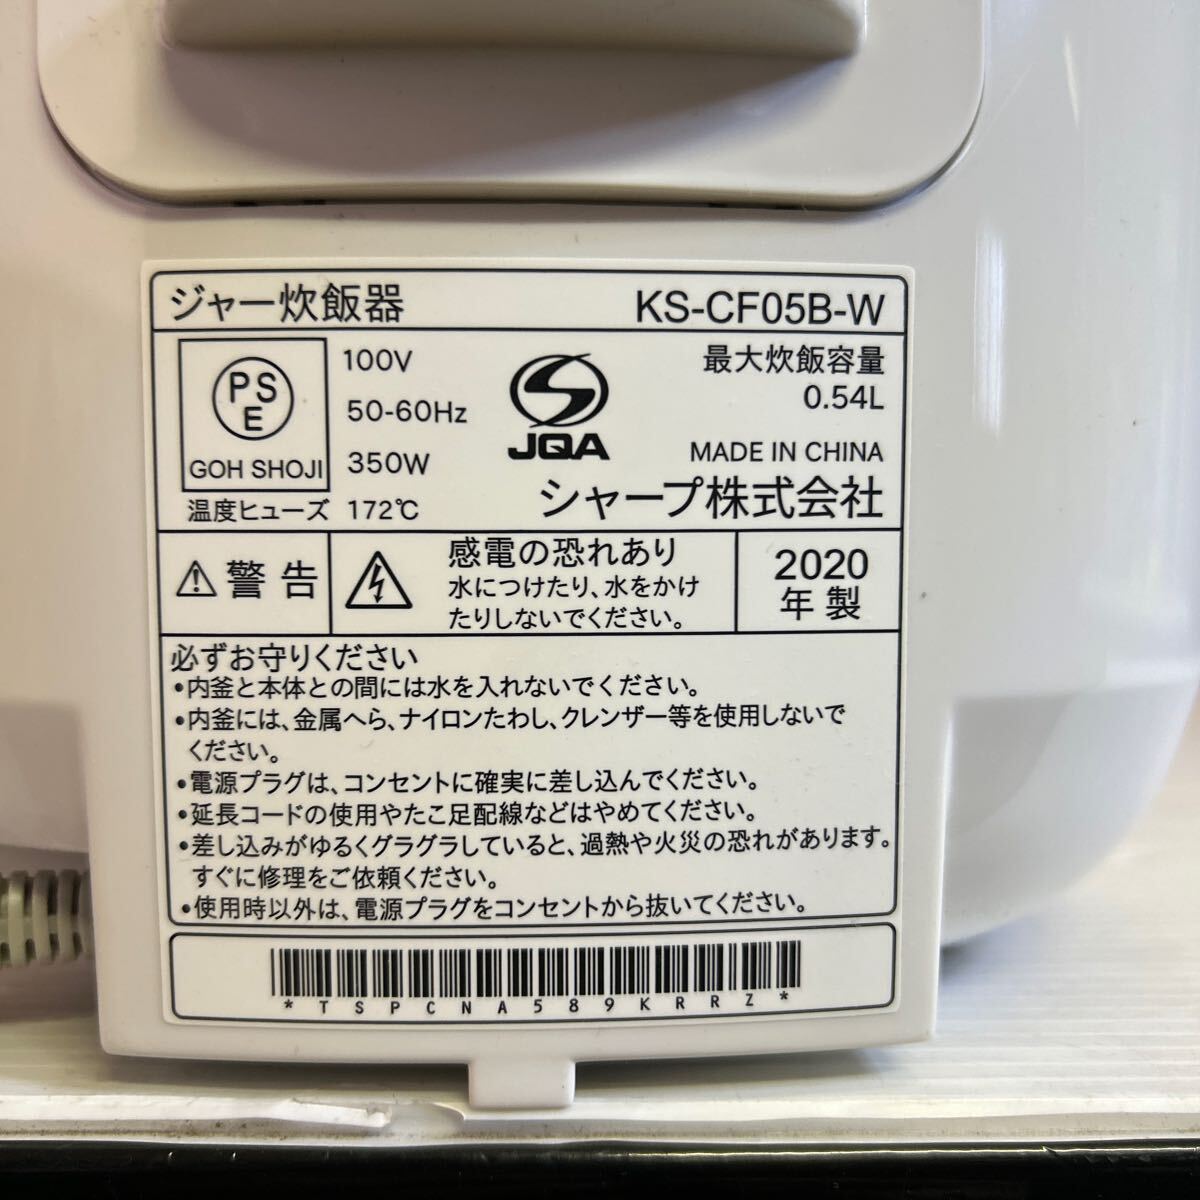 ジャー炊飯器 KS-CF05B-W
PSE
GOH SHOJI
100V
50-60Hz
350W
温度ヒューズ 172℃
JQA
最大炊飯容量
0.54L
MADE IN CHINA
シャープ株式会社
⚠警告
感電の恐れあり
水につけたり、水をかけ
たりしないでください。
2020
年製
必ずお守りください
•内釜と本体との間には水を入れないでください。
•内釜には、金属へら、ナイロンたわし、クレンザー等を使用しないで
ください。
•電源プラグは、コンセントに確実に差し込んでください。
•延長コードの使用やたこ足配線などはやめてください。
•差し込みがゆるくグラグラしていると、過熱や火災の恐れがあります。
すぐに修理をご依頼ください。
•使用時以外は、電源プラグをコンセントから抜いてください。
*TSPCNA589KRRZ*